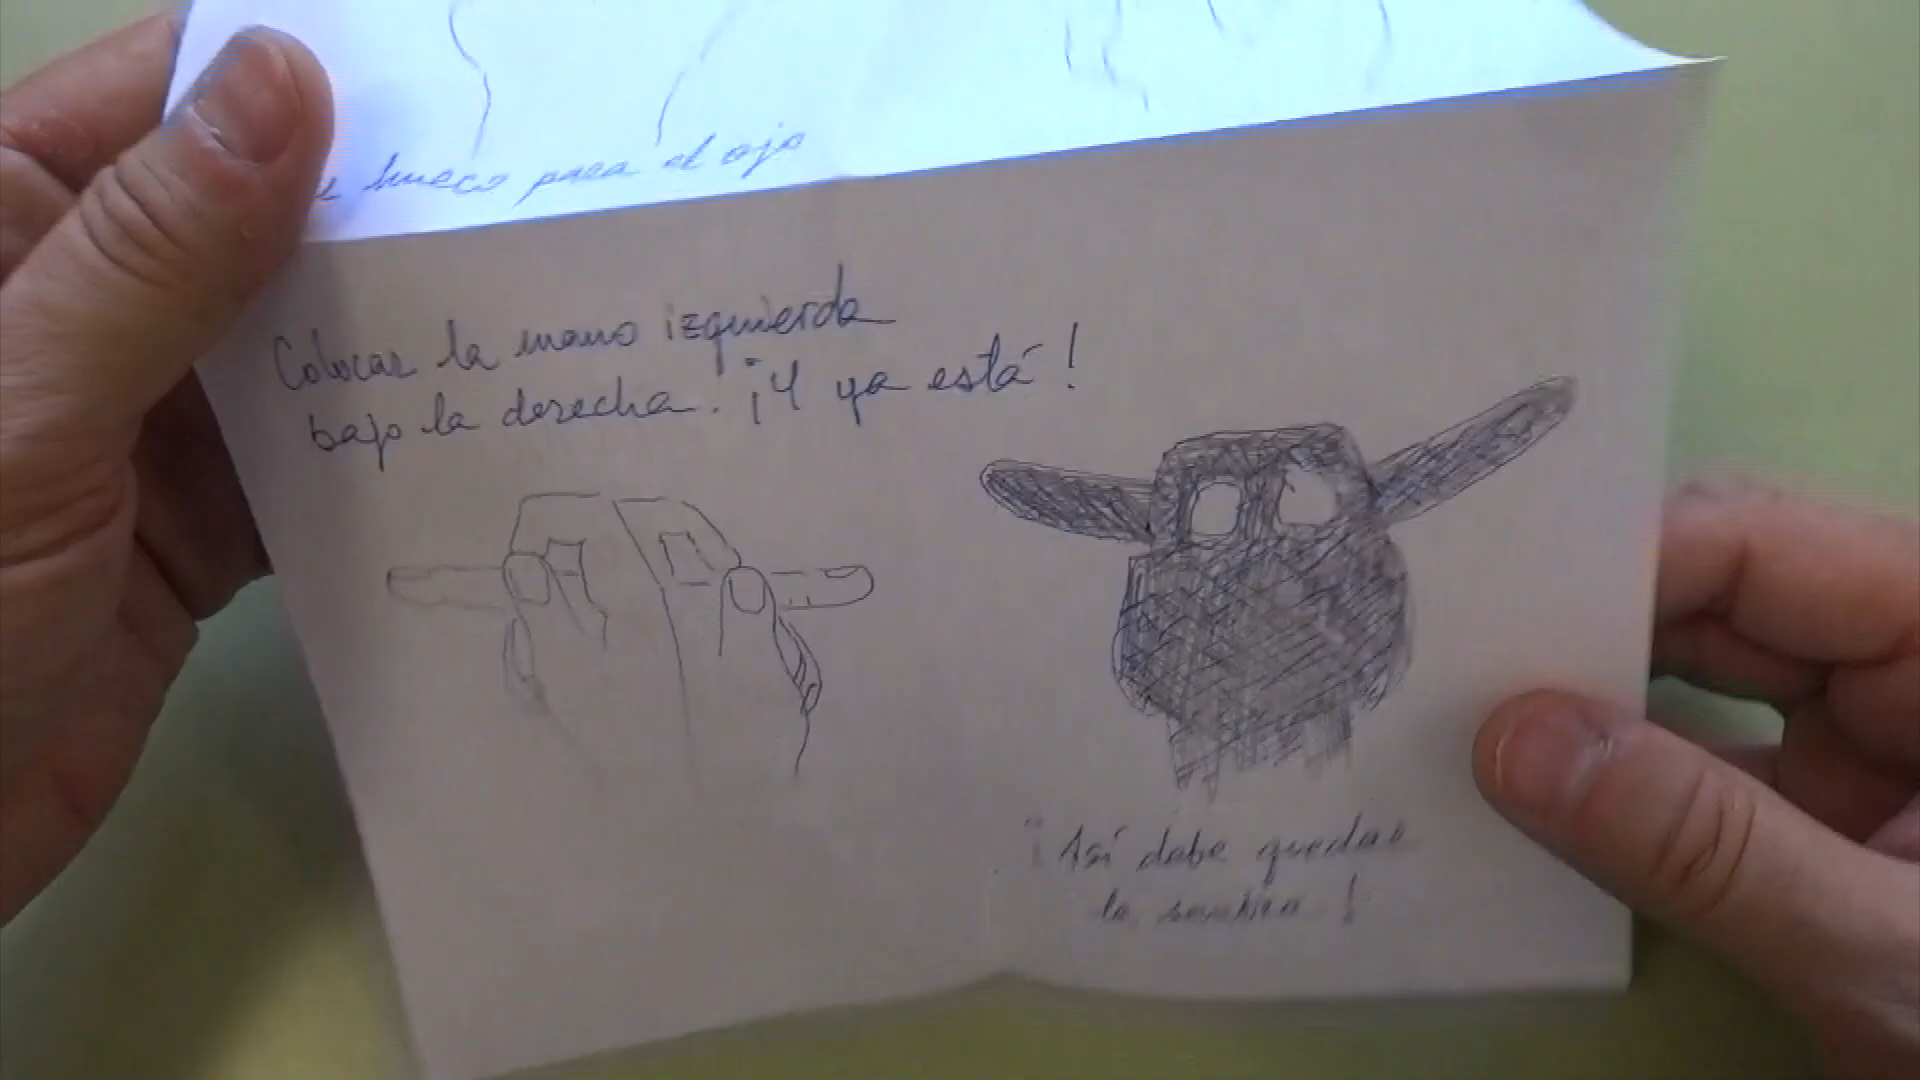 hueco para el ojo
Colocar la mano izquierda
bajo la derecha. ¡Y ya está!
¡Así debe quedar
la sombra!